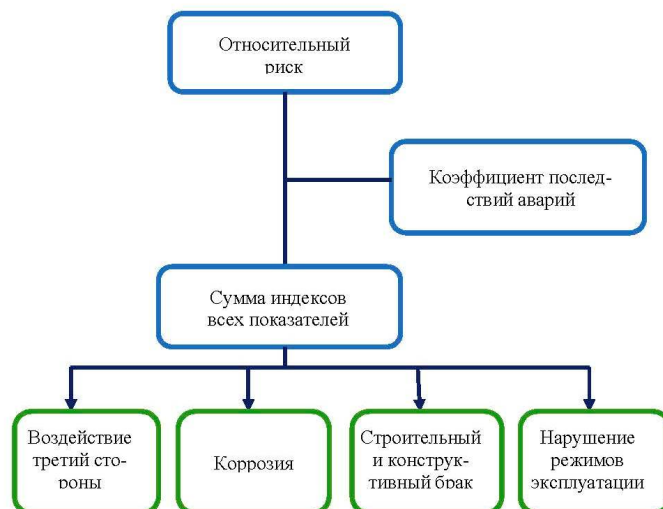 Относительный
риск
Коэффициент послед-
ствий аварий
Сумма индексов
всех показателей
Воздействие
третий сто-
роны
Коррозия
Строительный
и конструк-
тивный брак
Нарушение
режимов
эксплуатации